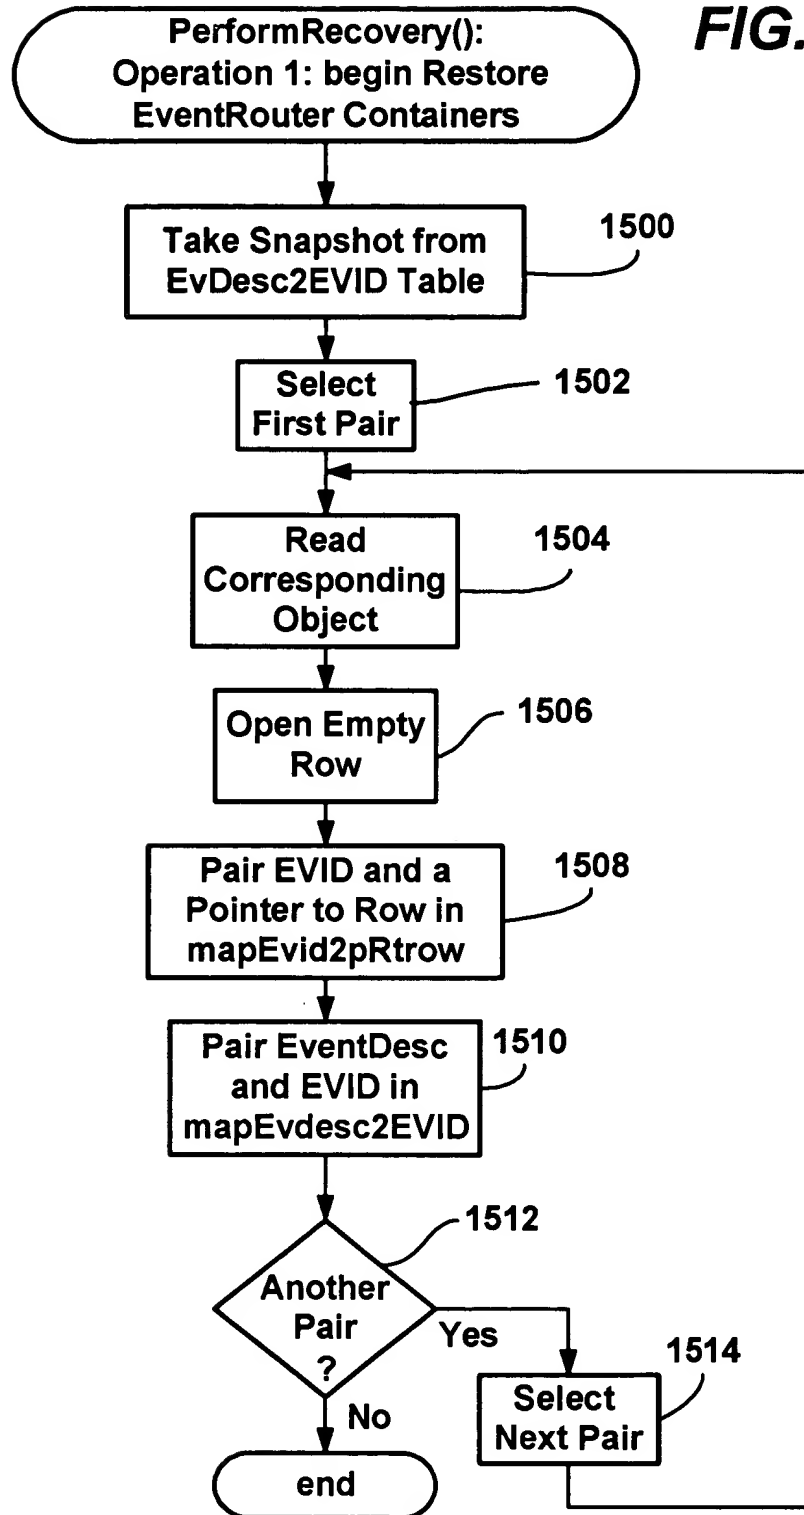 FIG.
PerformRecovery():
Operation 1: begin Restore
EventRouter Containers
Take Snapshot from
EvDesc2EVID Table
1500
Select
First Pair
1502
Read
Corresponding
Object
1504
Open Empty
Row
1506
Pair EVID and a
Pointer to Row in
mapEvid2pRtrow
1508
Pair EventDesc
and EVID in
mapEvdesc2EVID
1510
1512
Another
Pair
?
Yes
No
1514
Select
Next Pair
end